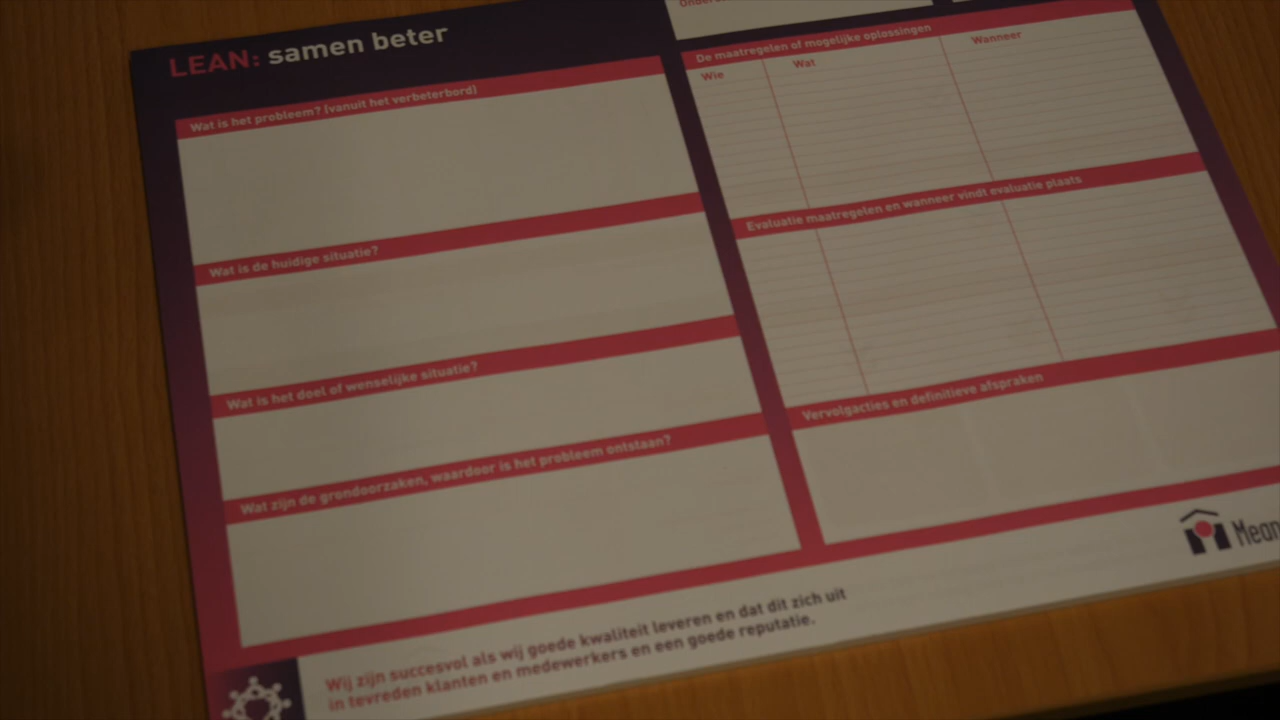 LEAN: samen beter
Wat is het probleem? (vanuit het verbeterbord)
Wat is de huidige situatie?
Wat is het doel of wenselijke situatie?
Wat zijn de grondoorzaken, waardoor is het probleem ontstaan?
De maatregelen of mogelijke oplossingen
Wie Wat Wanneer
Evaluatie maatregelen en wanneer vindt evaluatie plaats
Vervolgacties en definitieve afspraken
Wij zijn succesvol als wij goede kwaliteit leveren en dat dit zich uit
in tevreden klanten en medewerkers en een goede reputatie.